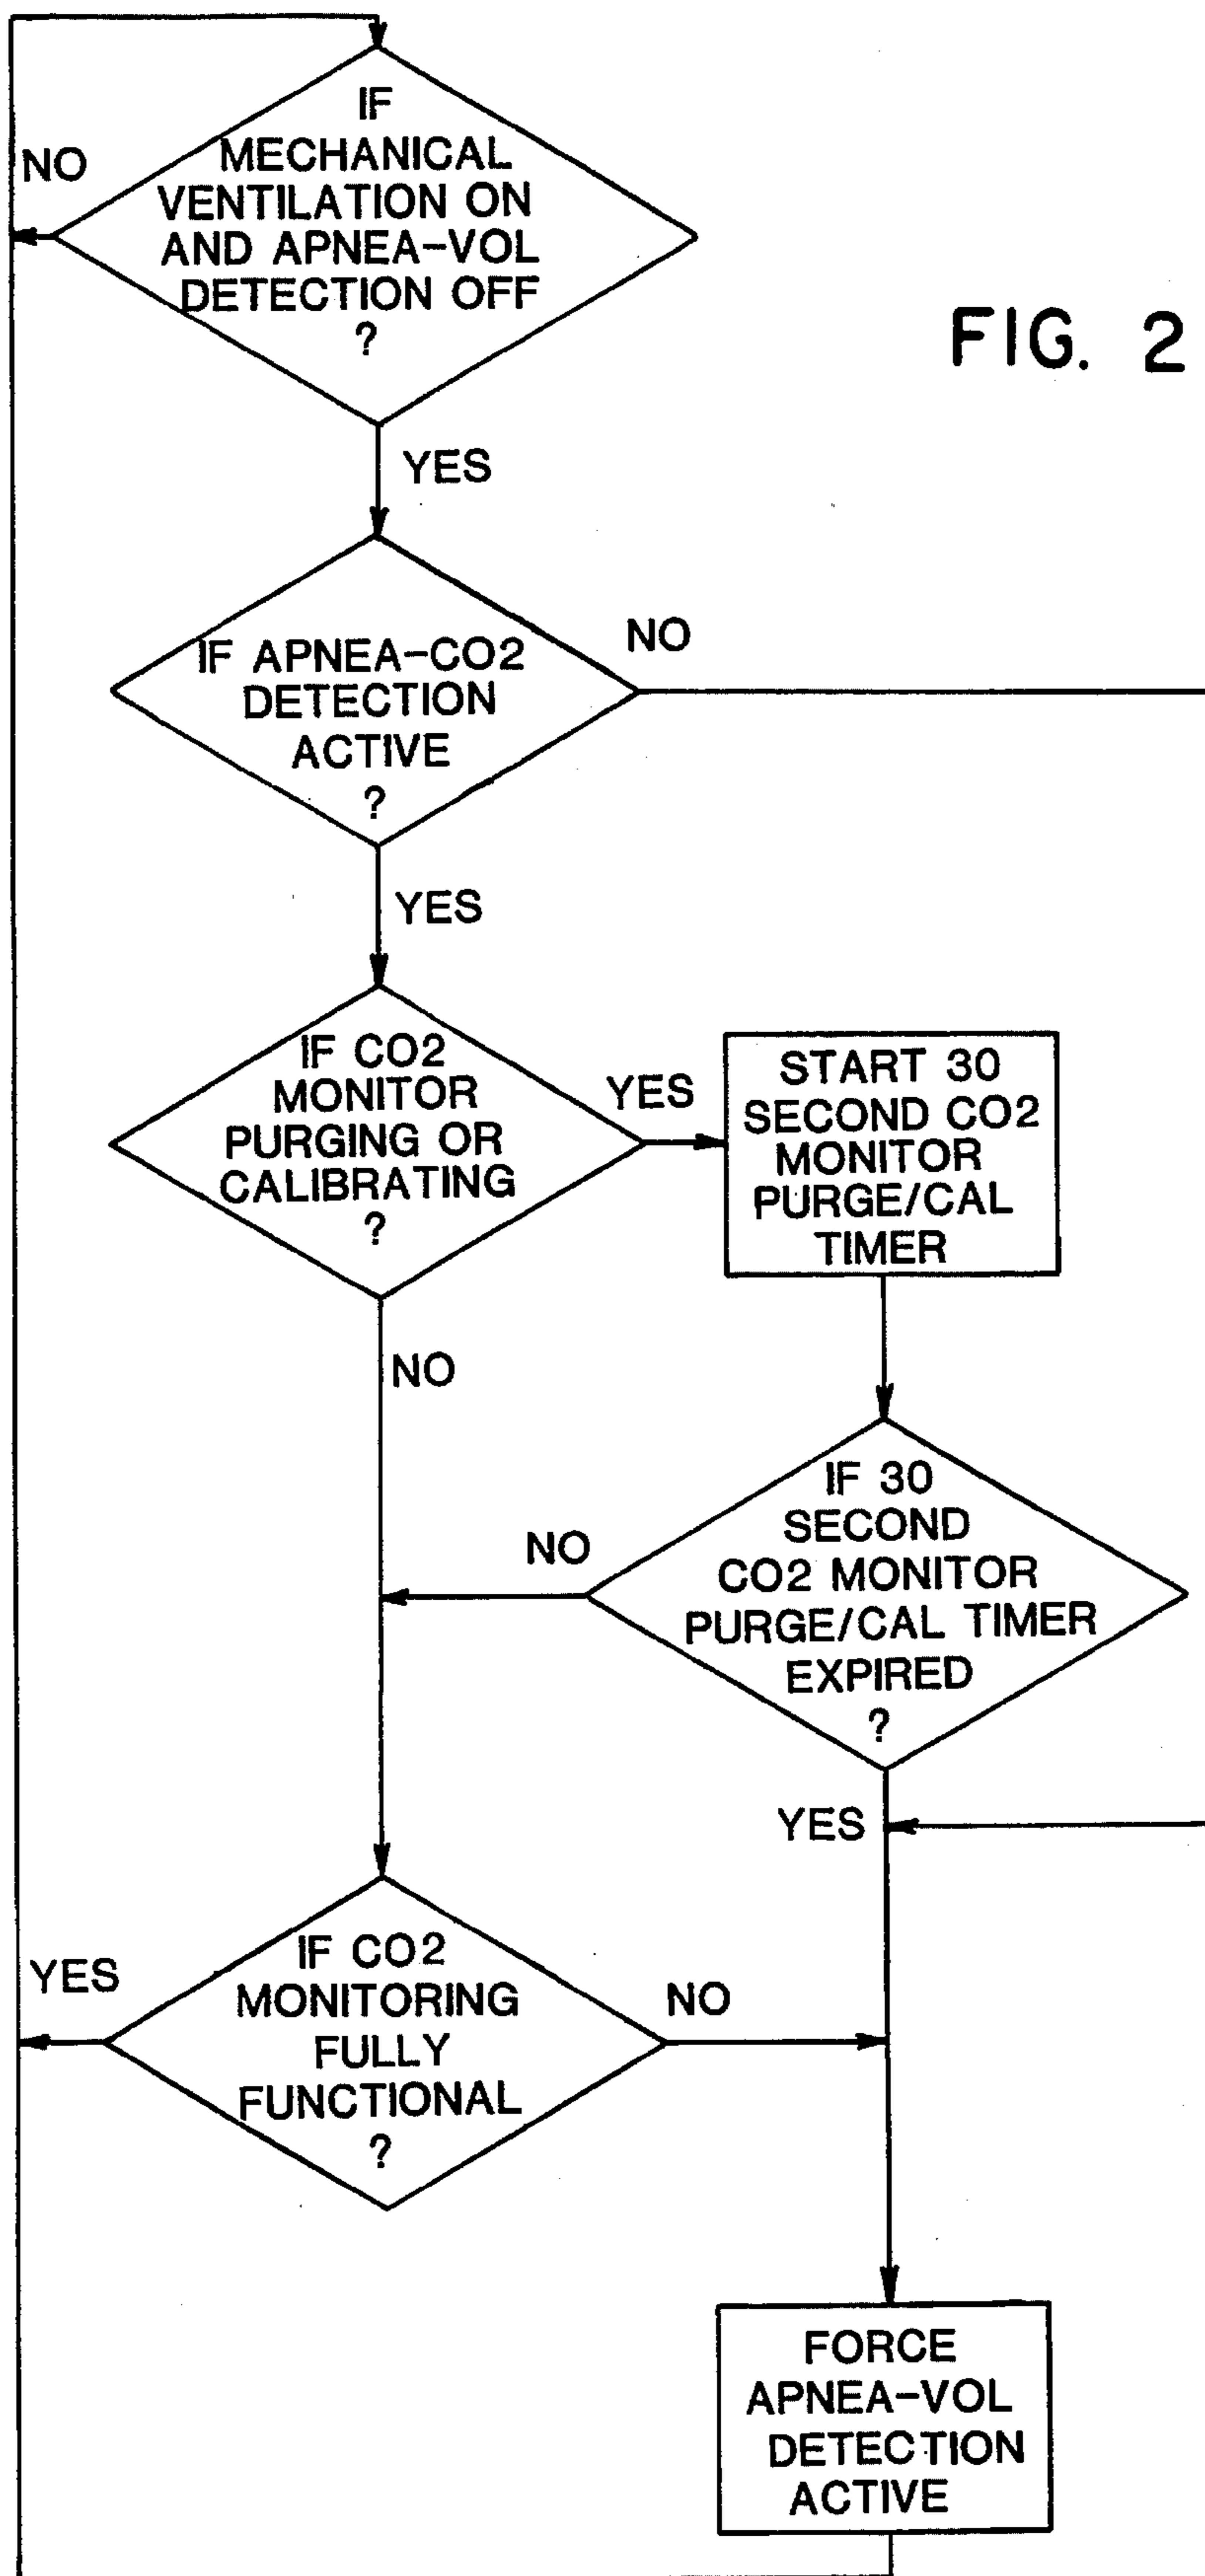 IF
MECHANICAL
VENTILATION ON
AND APNEA-VOL
DETECTION OFF
?
NO
FIG. 2
YES
IF APNEA-CO2
DETECTION
ACTIVE
?
NO
YES
IF CO2
MONITOR
PURGING OR
CALIBRATING
?
YES
START 30
SECOND CO2
MONITOR
PURGE/CAL
TIMER
NO
IF 30
SECOND
CO2 MONITOR
PURGE/CAL TIMER
EXPIRED
?
NO
YES
IF CO2
MONITORING
FULLY
FUNCTIONAL
?
YES
NO
FORCE
APNEA-VOL
DETECTION
ACTIVE